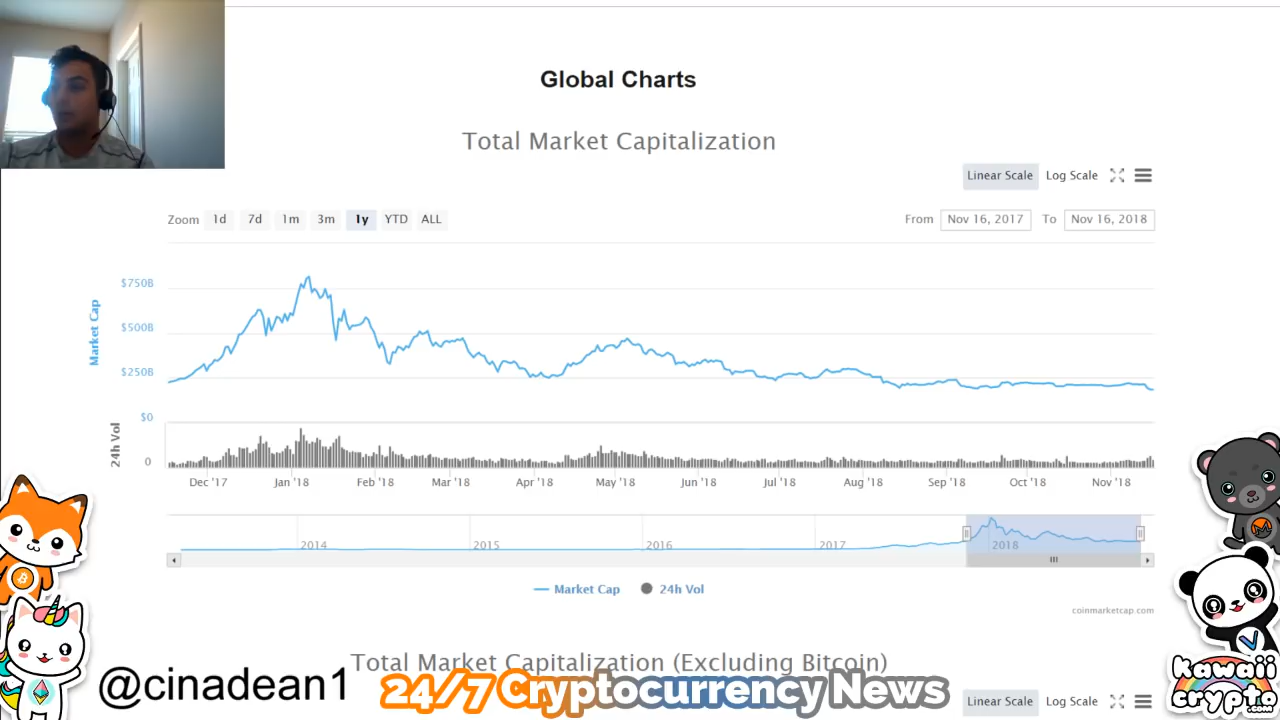 Global Charts
Total Market Capitalization
Linear Scale Log Scale
Zoom 1d 7d 1m 3m 1y YTD ALL
From Nov 16, 2017 To Nov 16, 2018
$750B
$500B
$250B
$0
Market Cap
24h Vol
0
Dec '17 Jan '18 Feb '18 Mar '18 Apr '18 May '18 Jun '18 Jul '18 Aug '18 Sep '18 Oct '18 Nov '18
2014 2015 2016 2017 2018
Market Cap 24h Vol
coinmarketcap.com
Total Market Capitalization (Excluding Bitcoin)
@cinadean1
24/7 Cryptocurrency News
Linear Scale Log Scale
kawaii
crypto
.com